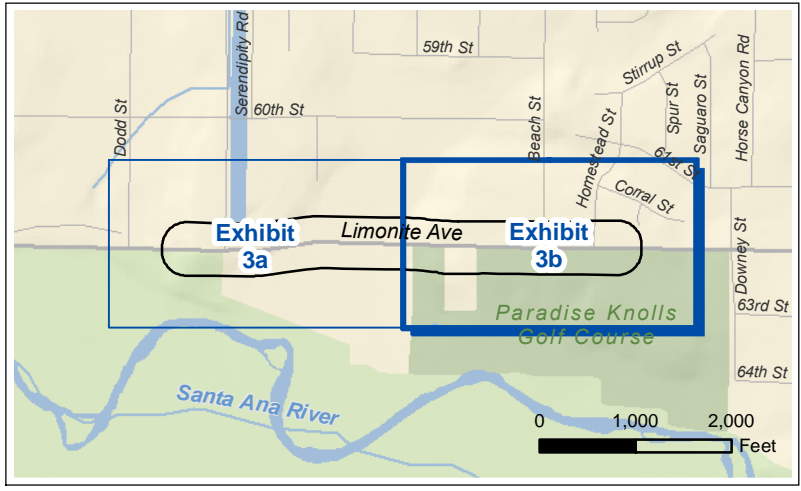 59th St
Serendipity Rd
60th St
Dodd St
Beach St
Stirrup St
Spur St
Saguaro St
Horse Canyon Rd
Homestead St
61st St
Corral St
Limonite Ave
Exhibit
3a
Exhibit
3b
Downey St
Paradise Knolls
Golf Course
63rd St
64th St
Santa Ana River
0 1,000 2,000
Feet